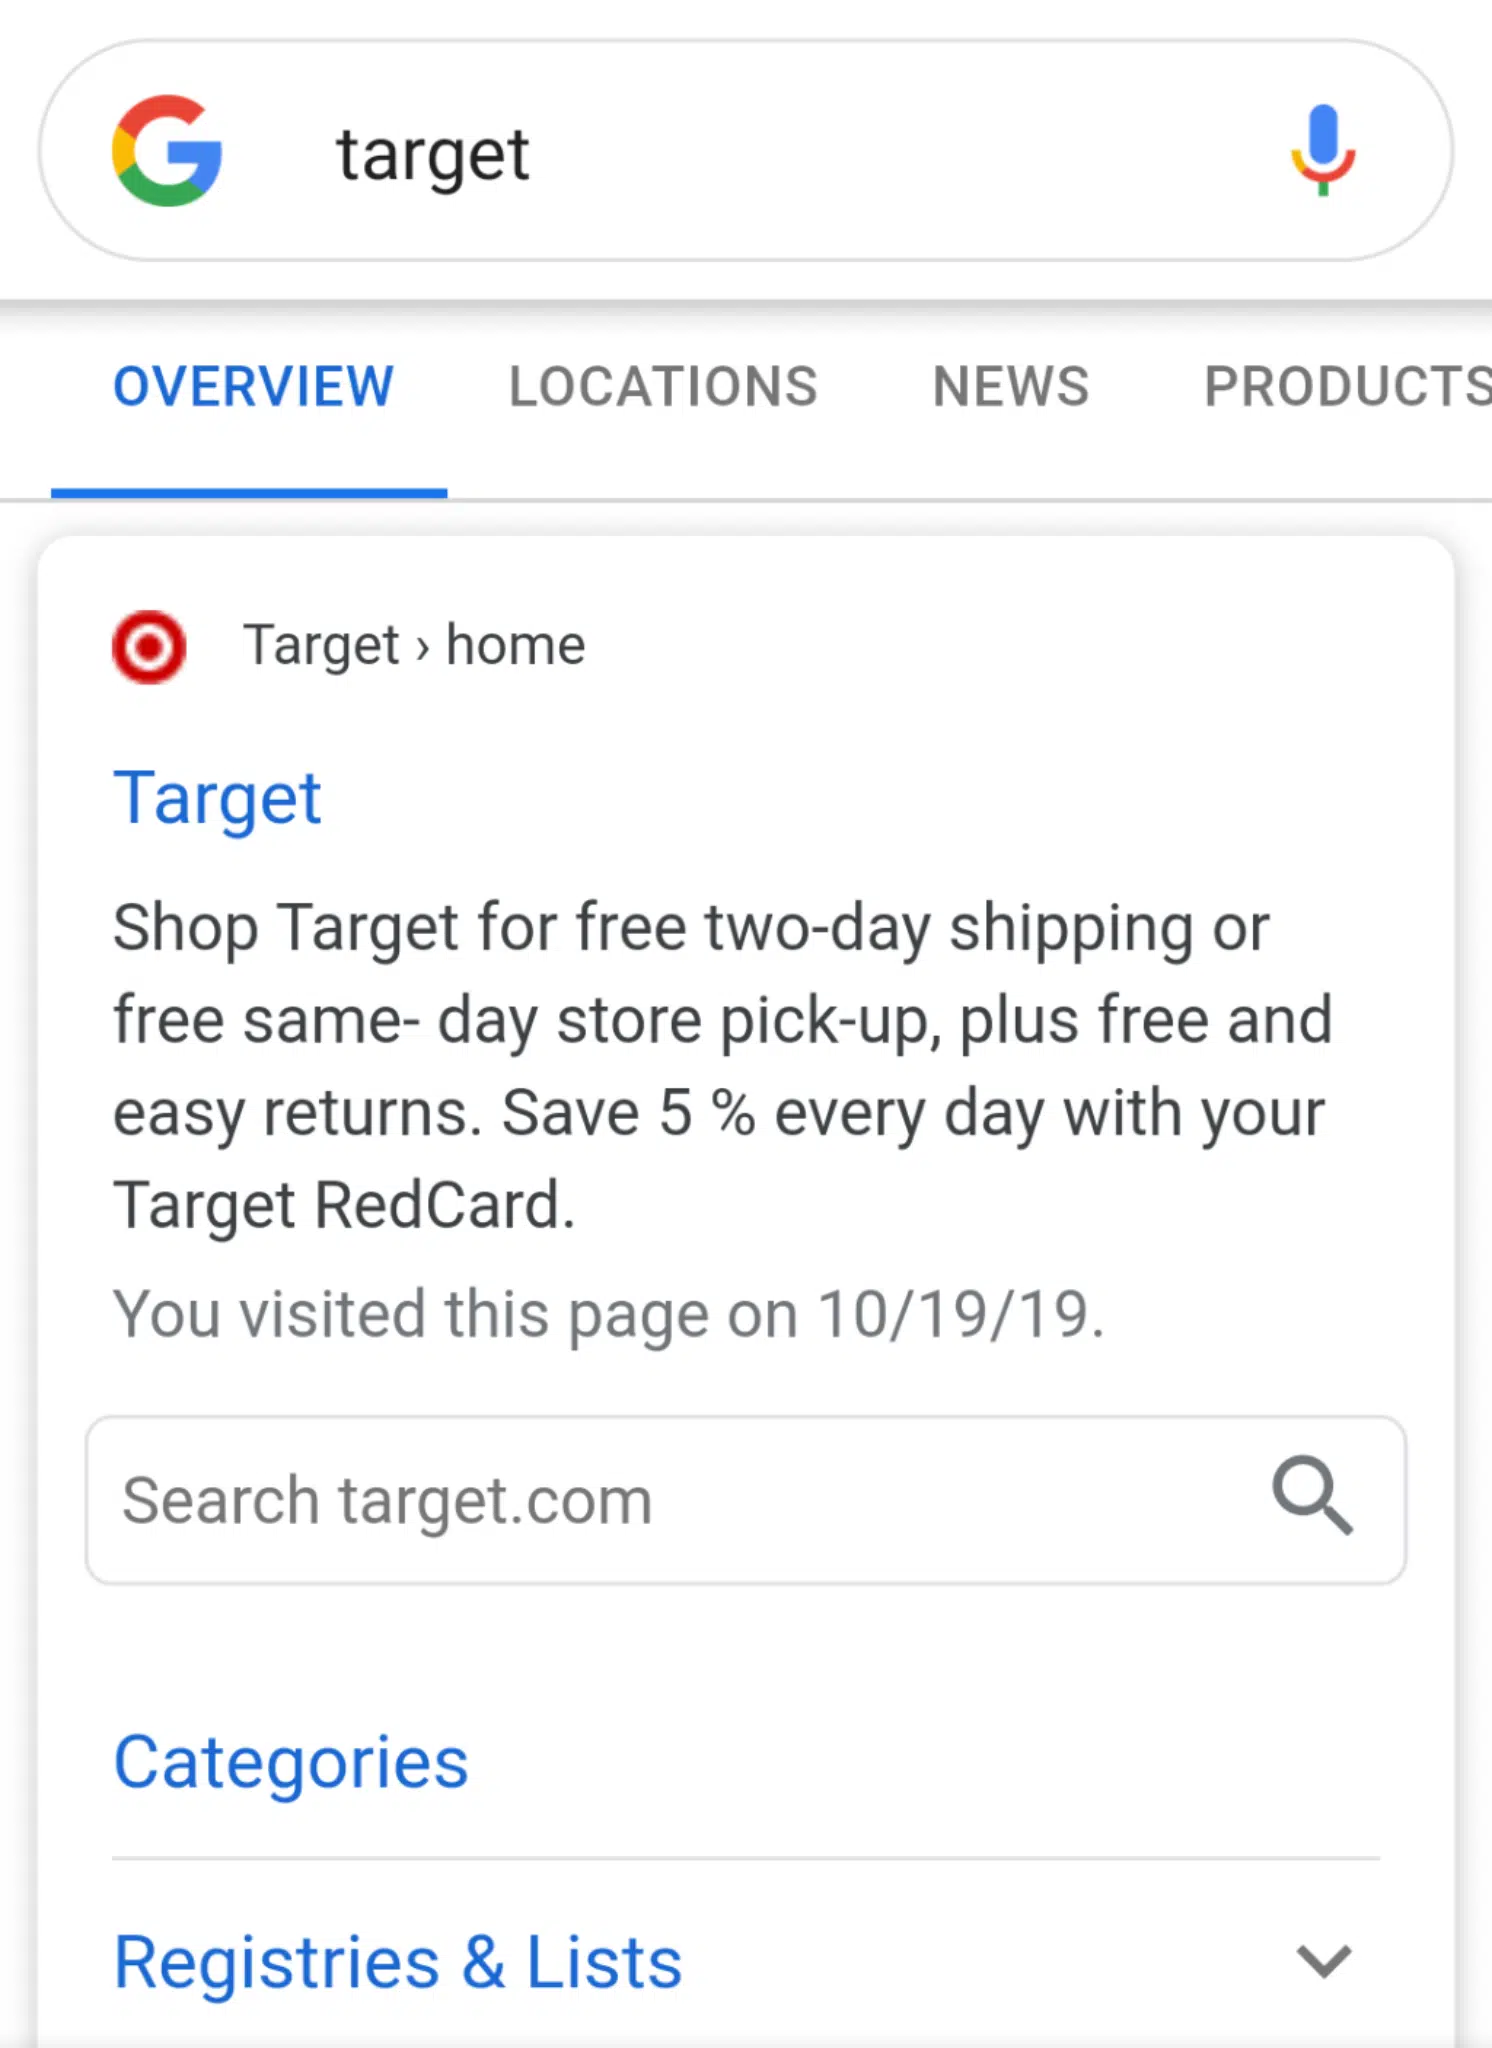 target
OVERVIEW LOCATIONS NEWS PRODUCTS
Target › home
Target
Shop Target for free two-day shipping or
free same- day store pick-up, plus free and
easy returns. Save 5 % every day with your
Target RedCard.
You visited this page on 10/19/19.
Search target.com
Categories
Registries & Lists